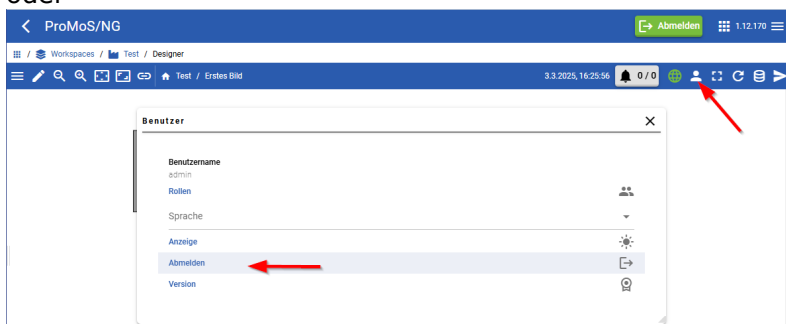 oder
ProMoS/NG
Abmelden
1.12.170
/ Workspaces / Test / Designer
Test / Erstes Bild
3.3.2025, 16:25:56
0 / 0
Benutzer
Benutzername
admin
Rollen
Sprache
Anzeige
Abmelden
Version